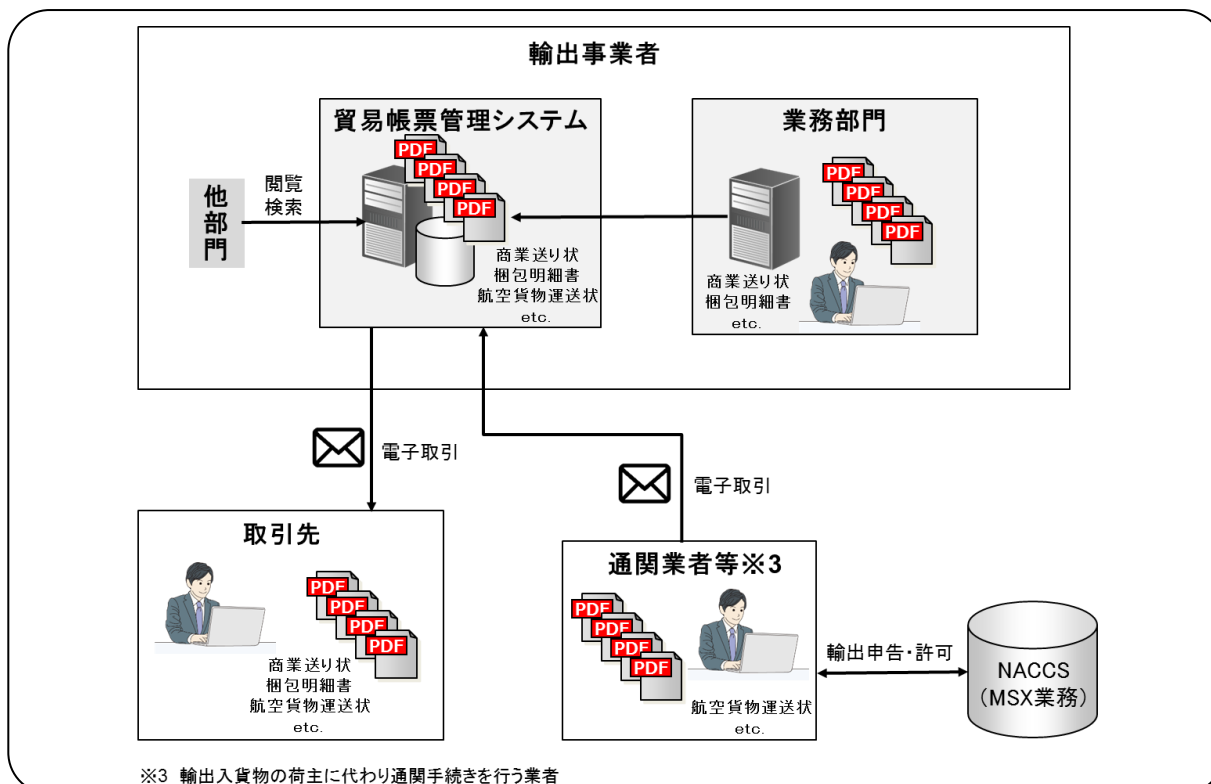 輸出事業者
貿易帳票管理システム
業務部門
PDF
PDF
PDF
PDF
PDF
PDF
PDF
PDF
他部門
閲覧
検索
商業送り状
梱包明細書
航空貨物運送状
etc.
商業送り状
梱包明細書
etc.
電子取引
電子取引
取引先
PDF
PDF
PDF
PDF
商業送り状
梱包明細書
航空貨物運送状
etc.
通関業者等※3
PDF
PDF
PDF
PDF
航空貨物運送状
etc.
輸出申告・許可
NACCS
(MSX業務)
※3 輸出入貨物の荷主に代わり通関手続きを行う業者